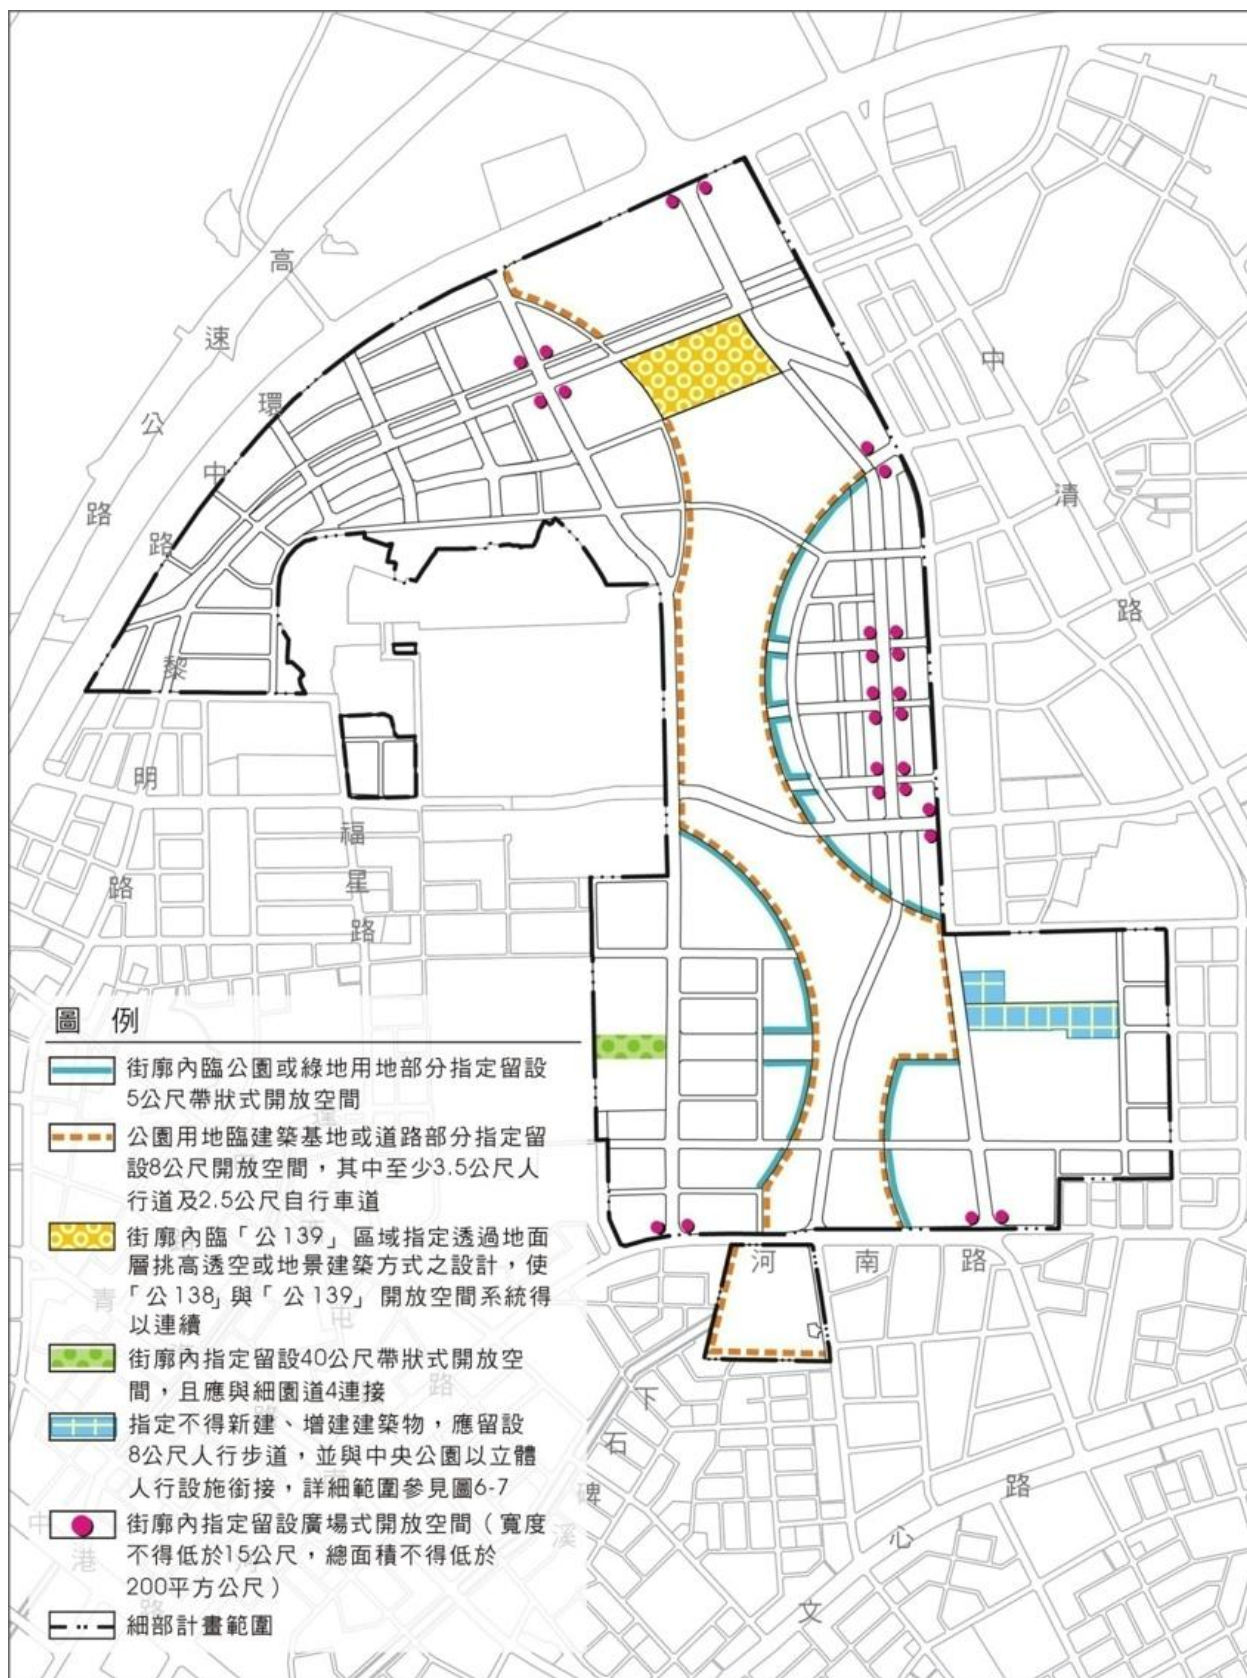 高
速
公
路
環
中
路
中
清
路
黎
明
路
福
星
路
河 南 路
下
石
碑
溪
文
心
路
青
路
屯
路
中
港
路
圖 例
街廓內臨公園或綠地用地部分指定留設
5公尺帶狀式開放空間
公園用地臨建築基地或道路部分指定留
設8公尺開放空間，其中至少3.5公尺人
行道及2.5公尺自行車道
街廓內臨「公139」區域指定透過地面
層挑高透空或地景建築方式之設計，使
「公138」與「公139」開放空間系統得
以連續
街廓內指定留設40公尺帶狀式開放空
間，且應與細園道4連接
指定不得新建、增建建築物，應留設
8公尺人行步道，並與中央公園以立體
人行設施銜接，詳細範圍參見圖6-7
街廓內指定留設廣場式開放空間（寬度
不得低於15公尺，總面積不得低於
200平方公尺）
細部計畫範圍